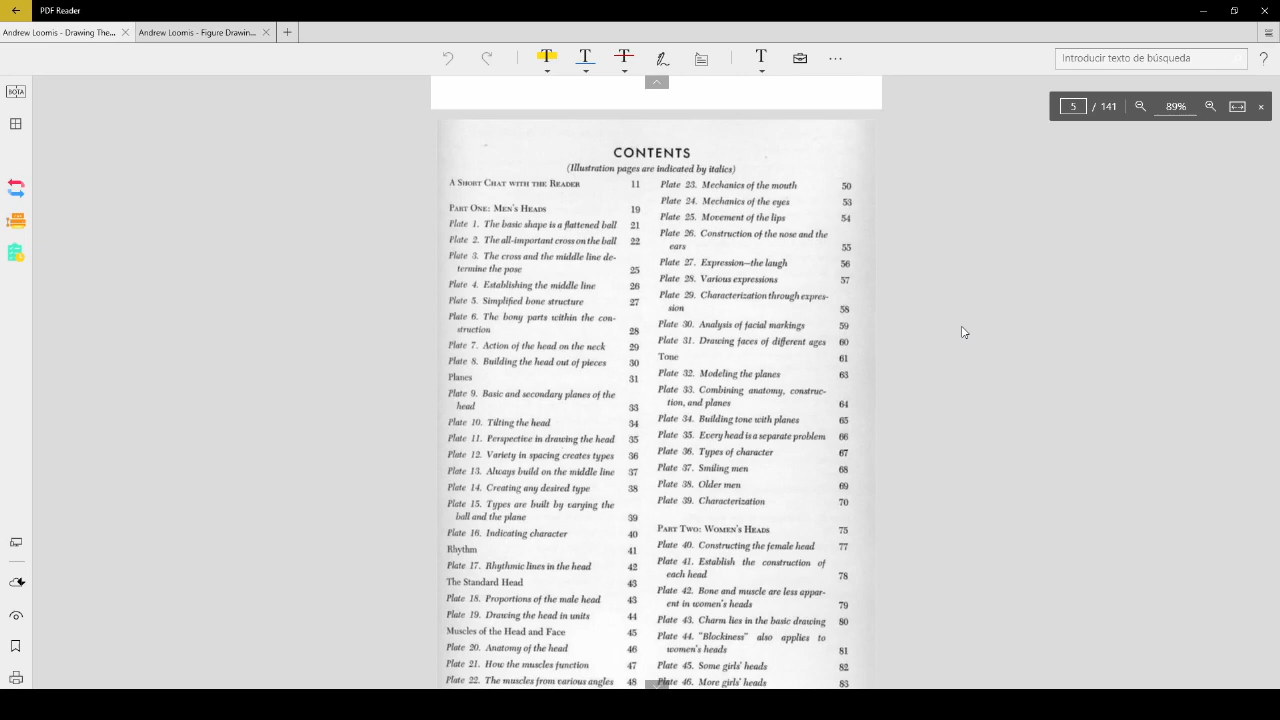 PDF Reader
Andrew Loomis - Drawing The...
Andrew Loomis - Figure Drawin...
Introducir texto de búsqueda
?
BOTA
5 / 141
89%
CONTENTS
(Illustration pages are indicated by italics)
A Short Chat with the Reader 11
Part One: Men's Heads 19
Plate 1. The basic shape is a flattened ball 21
Plate 2. The all-important cross on the ball 22
Plate 3. The cross and the middle line de-
termine the pose 25
Plate 4. Establishing the middle line 26
Plate 5. Simplified bone structure 27
Plate 6. The bony parts within the con-
struction 28
Plate 7. Action of the head on the neck 29
Plate 8. Building the head out of pieces 30
Planes 31
Plate 9. Basic and secondary planes of the
head 33
Plate 10. Tilting the head 34
Plate 11. Perspective in drawing the head 35
Plate 12. Variety in spacing creates types 36
Plate 13. Always build on the middle line 37
Plate 14. Creating any desired type 38
Plate 15. Types are built by varying the
ball and the plane 39
Plate 16. Indicating character 40
Rhythm 41
Plate 17. Rhythmic lines in the head 42
The Standard Head 43
Plate 18. Proportions of the male head 43
Plate 19. Drawing the head in units 44
Muscles of the Head and Face 45
Plate 20. Anatomy of the head 46
Plate 21. How the muscles function 47
Plate 22. The muscles from various angles 48
Plate 23. Mechanics of the mouth 50
Plate 24. Mechanics of the eyes 53
Plate 25. Movement of the lips 54
Plate 26. Construction of the nose and the
ears 55
Plate 27. Expression—the laugh 56
Plate 28. Various expressions 57
Plate 29. Characterization through expres-
sion 58
Plate 30. Analysis of facial markings 59
Plate 31. Drawing faces of different ages 60
Tone 61
Plate 32. Modeling the planes 63
Plate 33. Combining anatomy, construc-
tion, and planes 64
Plate 34. Building tone with planes 65
Plate 35. Every head is a separate problem 66
Plate 36. Types of character 67
Plate 37. Smiling men 68
Plate 38. Older men 69
Plate 39. Characterization 70
Part Two: Women's Heads 75
Plate 40. Constructing the female head 77
Plate 41. Establish the construction of
each head 78
Plate 42. Bone and muscle are less appar-
ent in women's heads 79
Plate 43. Charm lies in the basic drawing 80
Plate 44. "Blockiness" also applies to
women's heads 81
Plate 45. Some girls' heads 82
Plate 46. More girls' heads 83